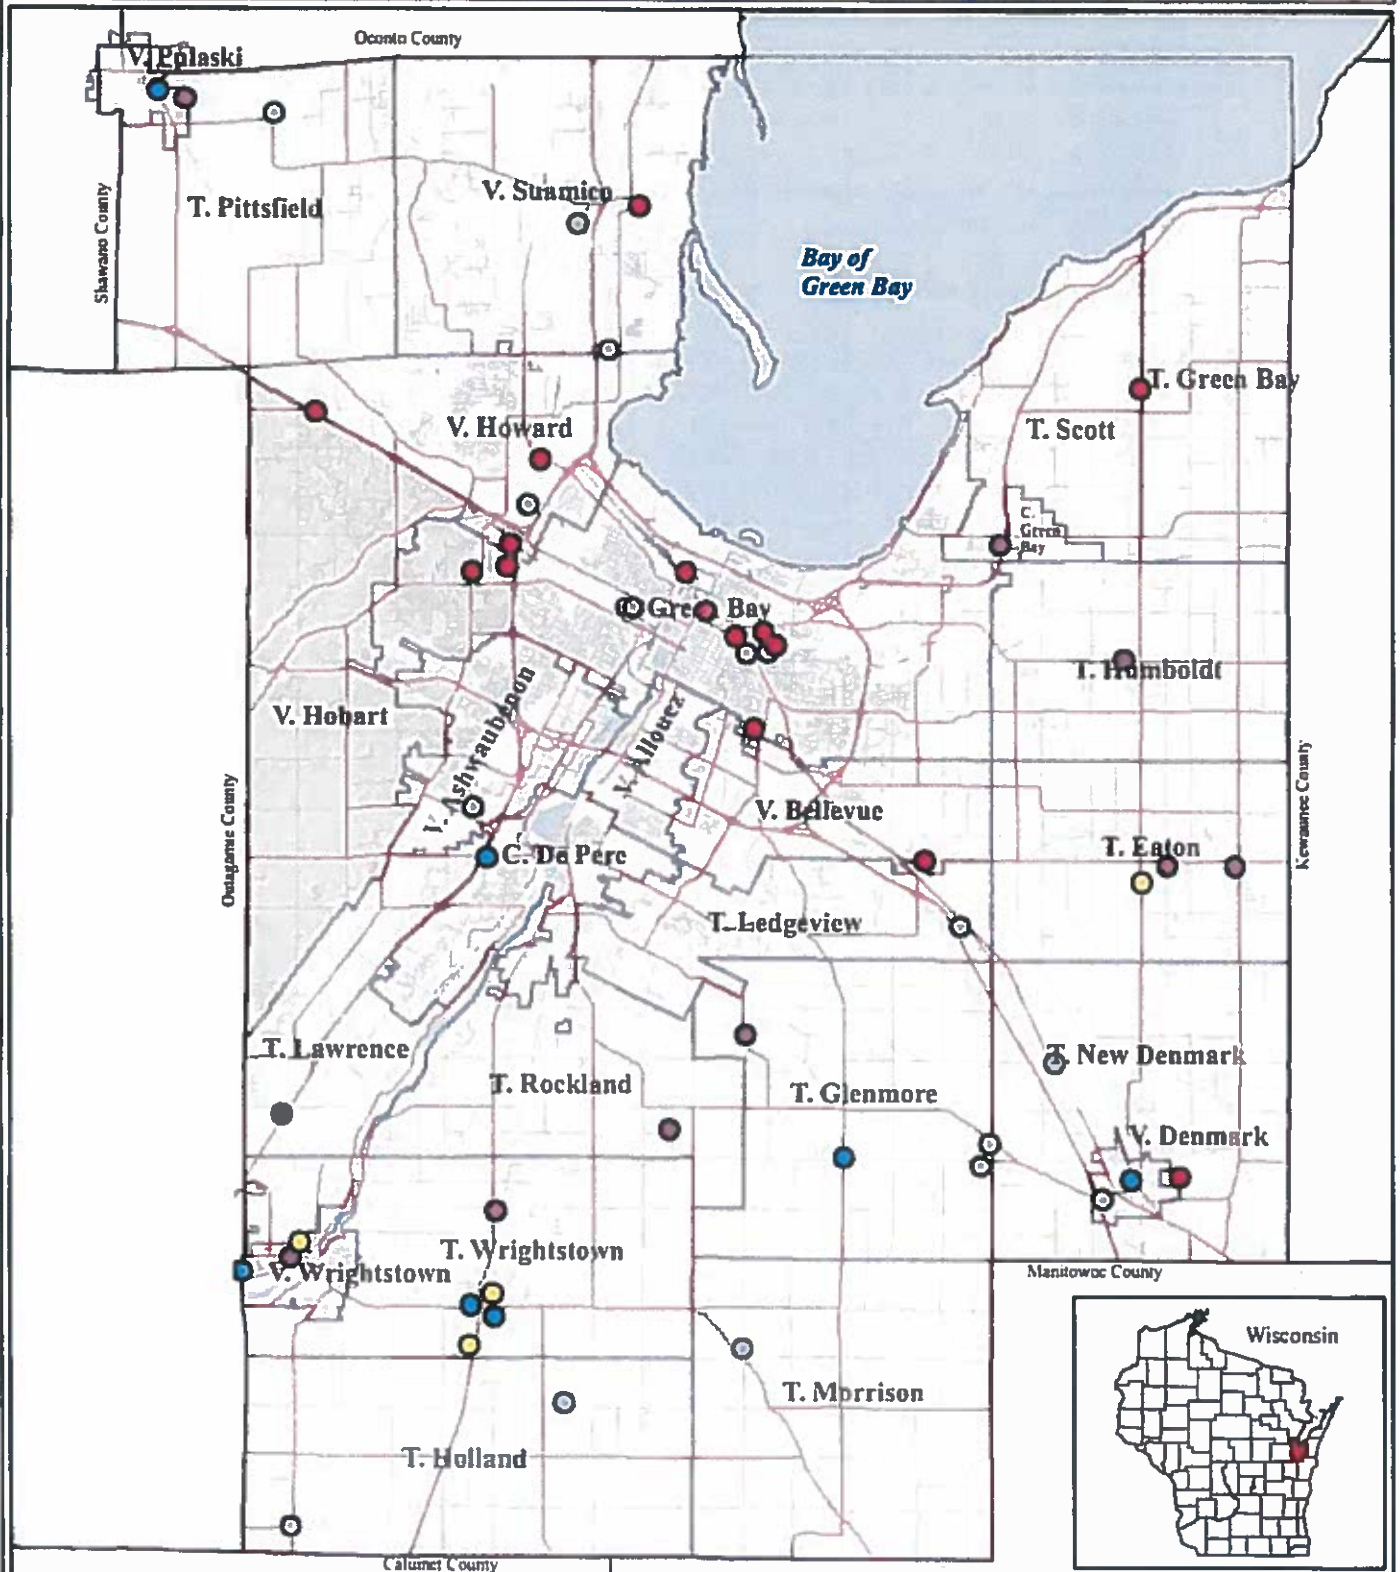 Oconto County
V. Pulaski
Shawano County
T. Pittsfield
V. Suamico
Bay of
Green Bay
T. Green Bay
T. Scott
V. Howard
C.
Green
Bay
C Green Bay
T. Humboldt
V. Hobart
V. Ashwaubenon
V. Allouez
Outagamie County
Kewaunee County
V. Bellevue
C. De Pere
T. Eaton
T. Ledgeview
T. Lawrence
T. New Denmark
T. Rockland
T. Glenmore
V. Denmark
T. Wrightstown
V. Wrightstown
Manitowoc County
Wisconsin
T. Morrison
T. Holland
Calumet County